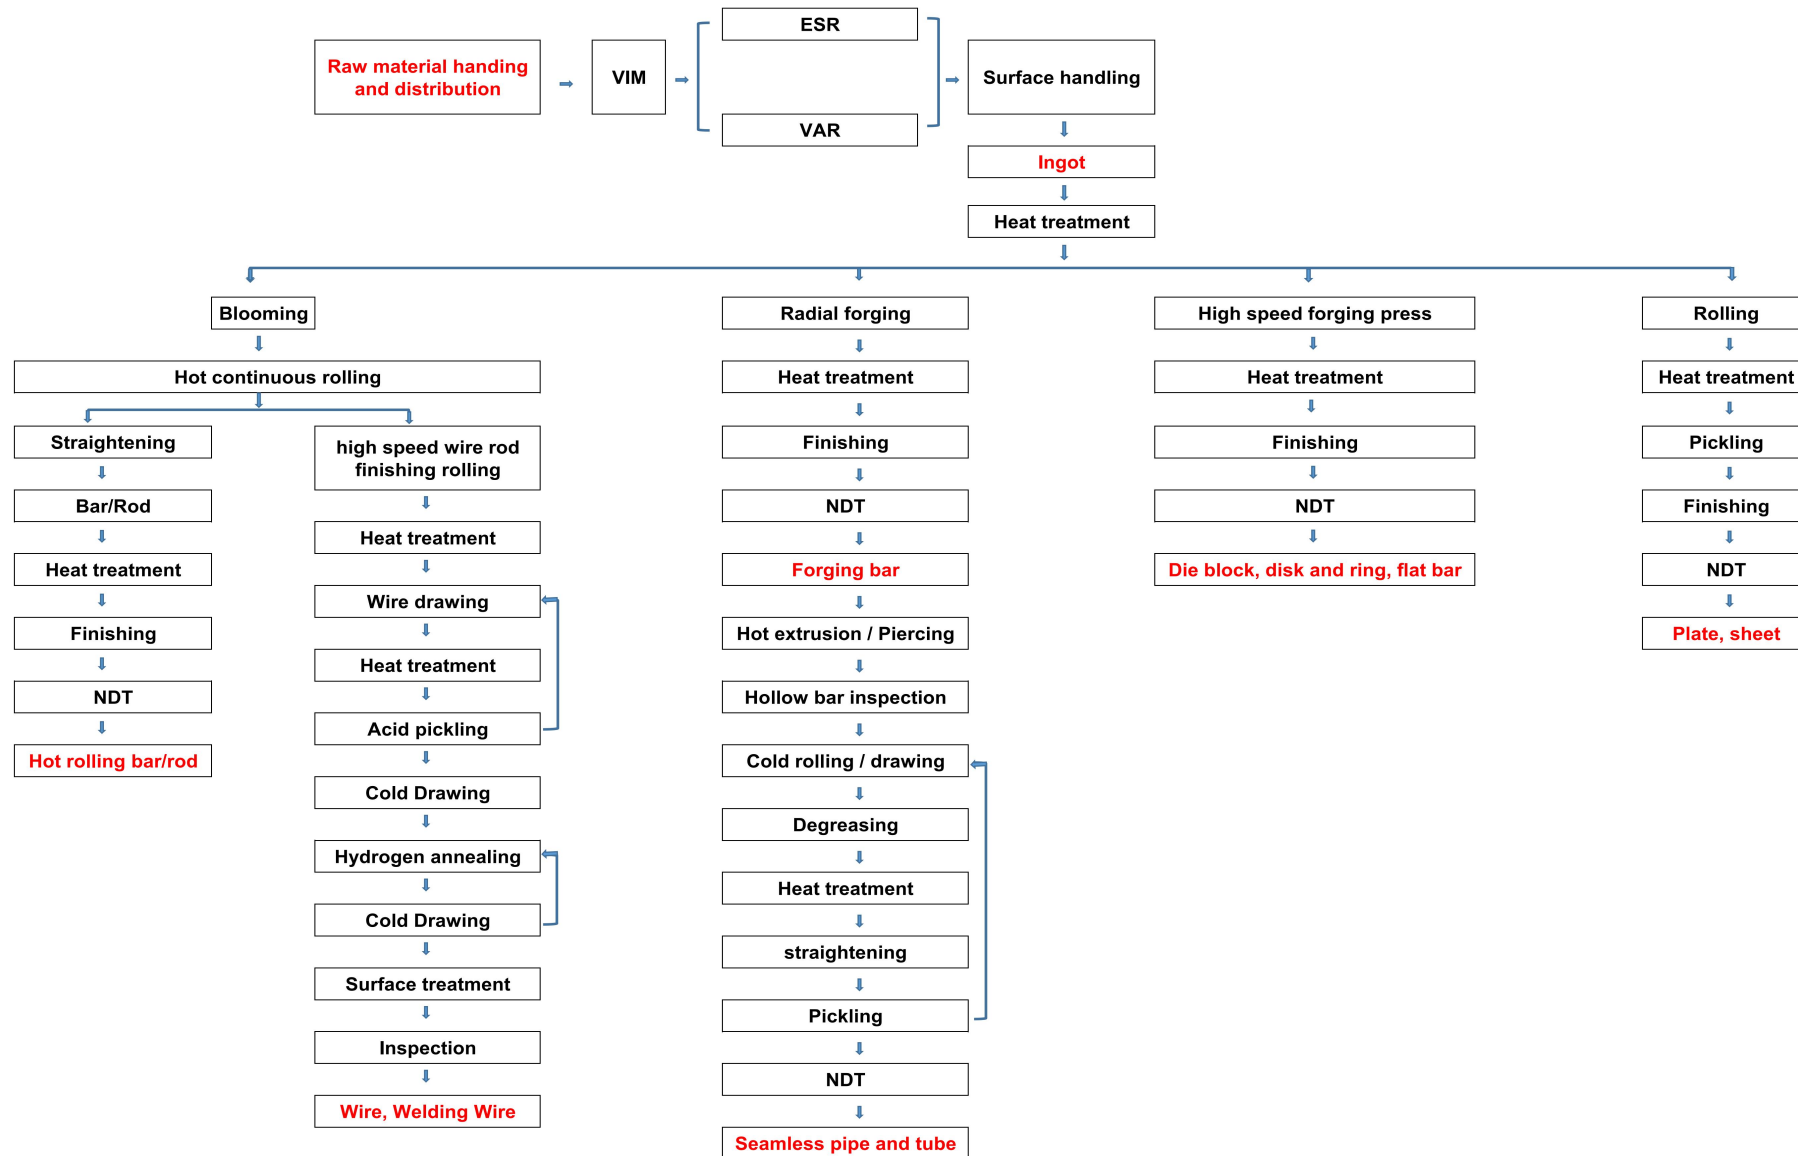 Raw material handing
and distribution
VIM
ESR
VAR
Surface handling
Ingot
Heat treatment
Blooming
Hot continuous rolling
Straightening
Bar/Rod
Heat treatment
Finishing
NDT
Hot rolling bar/rod
high speed wire rod
finishing rolling
Heat treatment
Wire drawing
Heat treatment
Acid pickling
Cold Drawing
Hydrogen annealing
Cold Drawing
Surface treatment
Inspection
Wire, Welding Wire
Radial forging
Heat treatment
Finishing
NDT
Forging bar
Hot extrusion / Piercing
Hollow bar inspection
Cold rolling / drawing
Degreasing
Heat treatment
straightening
Pickling
NDT
Seamless pipe and tube
High speed forging press
Heat treatment
Finishing
NDT
Die block, disk and ring, flat bar
Rolling
Heat treatment
Pickling
Finishing
NDT
Plate, sheet